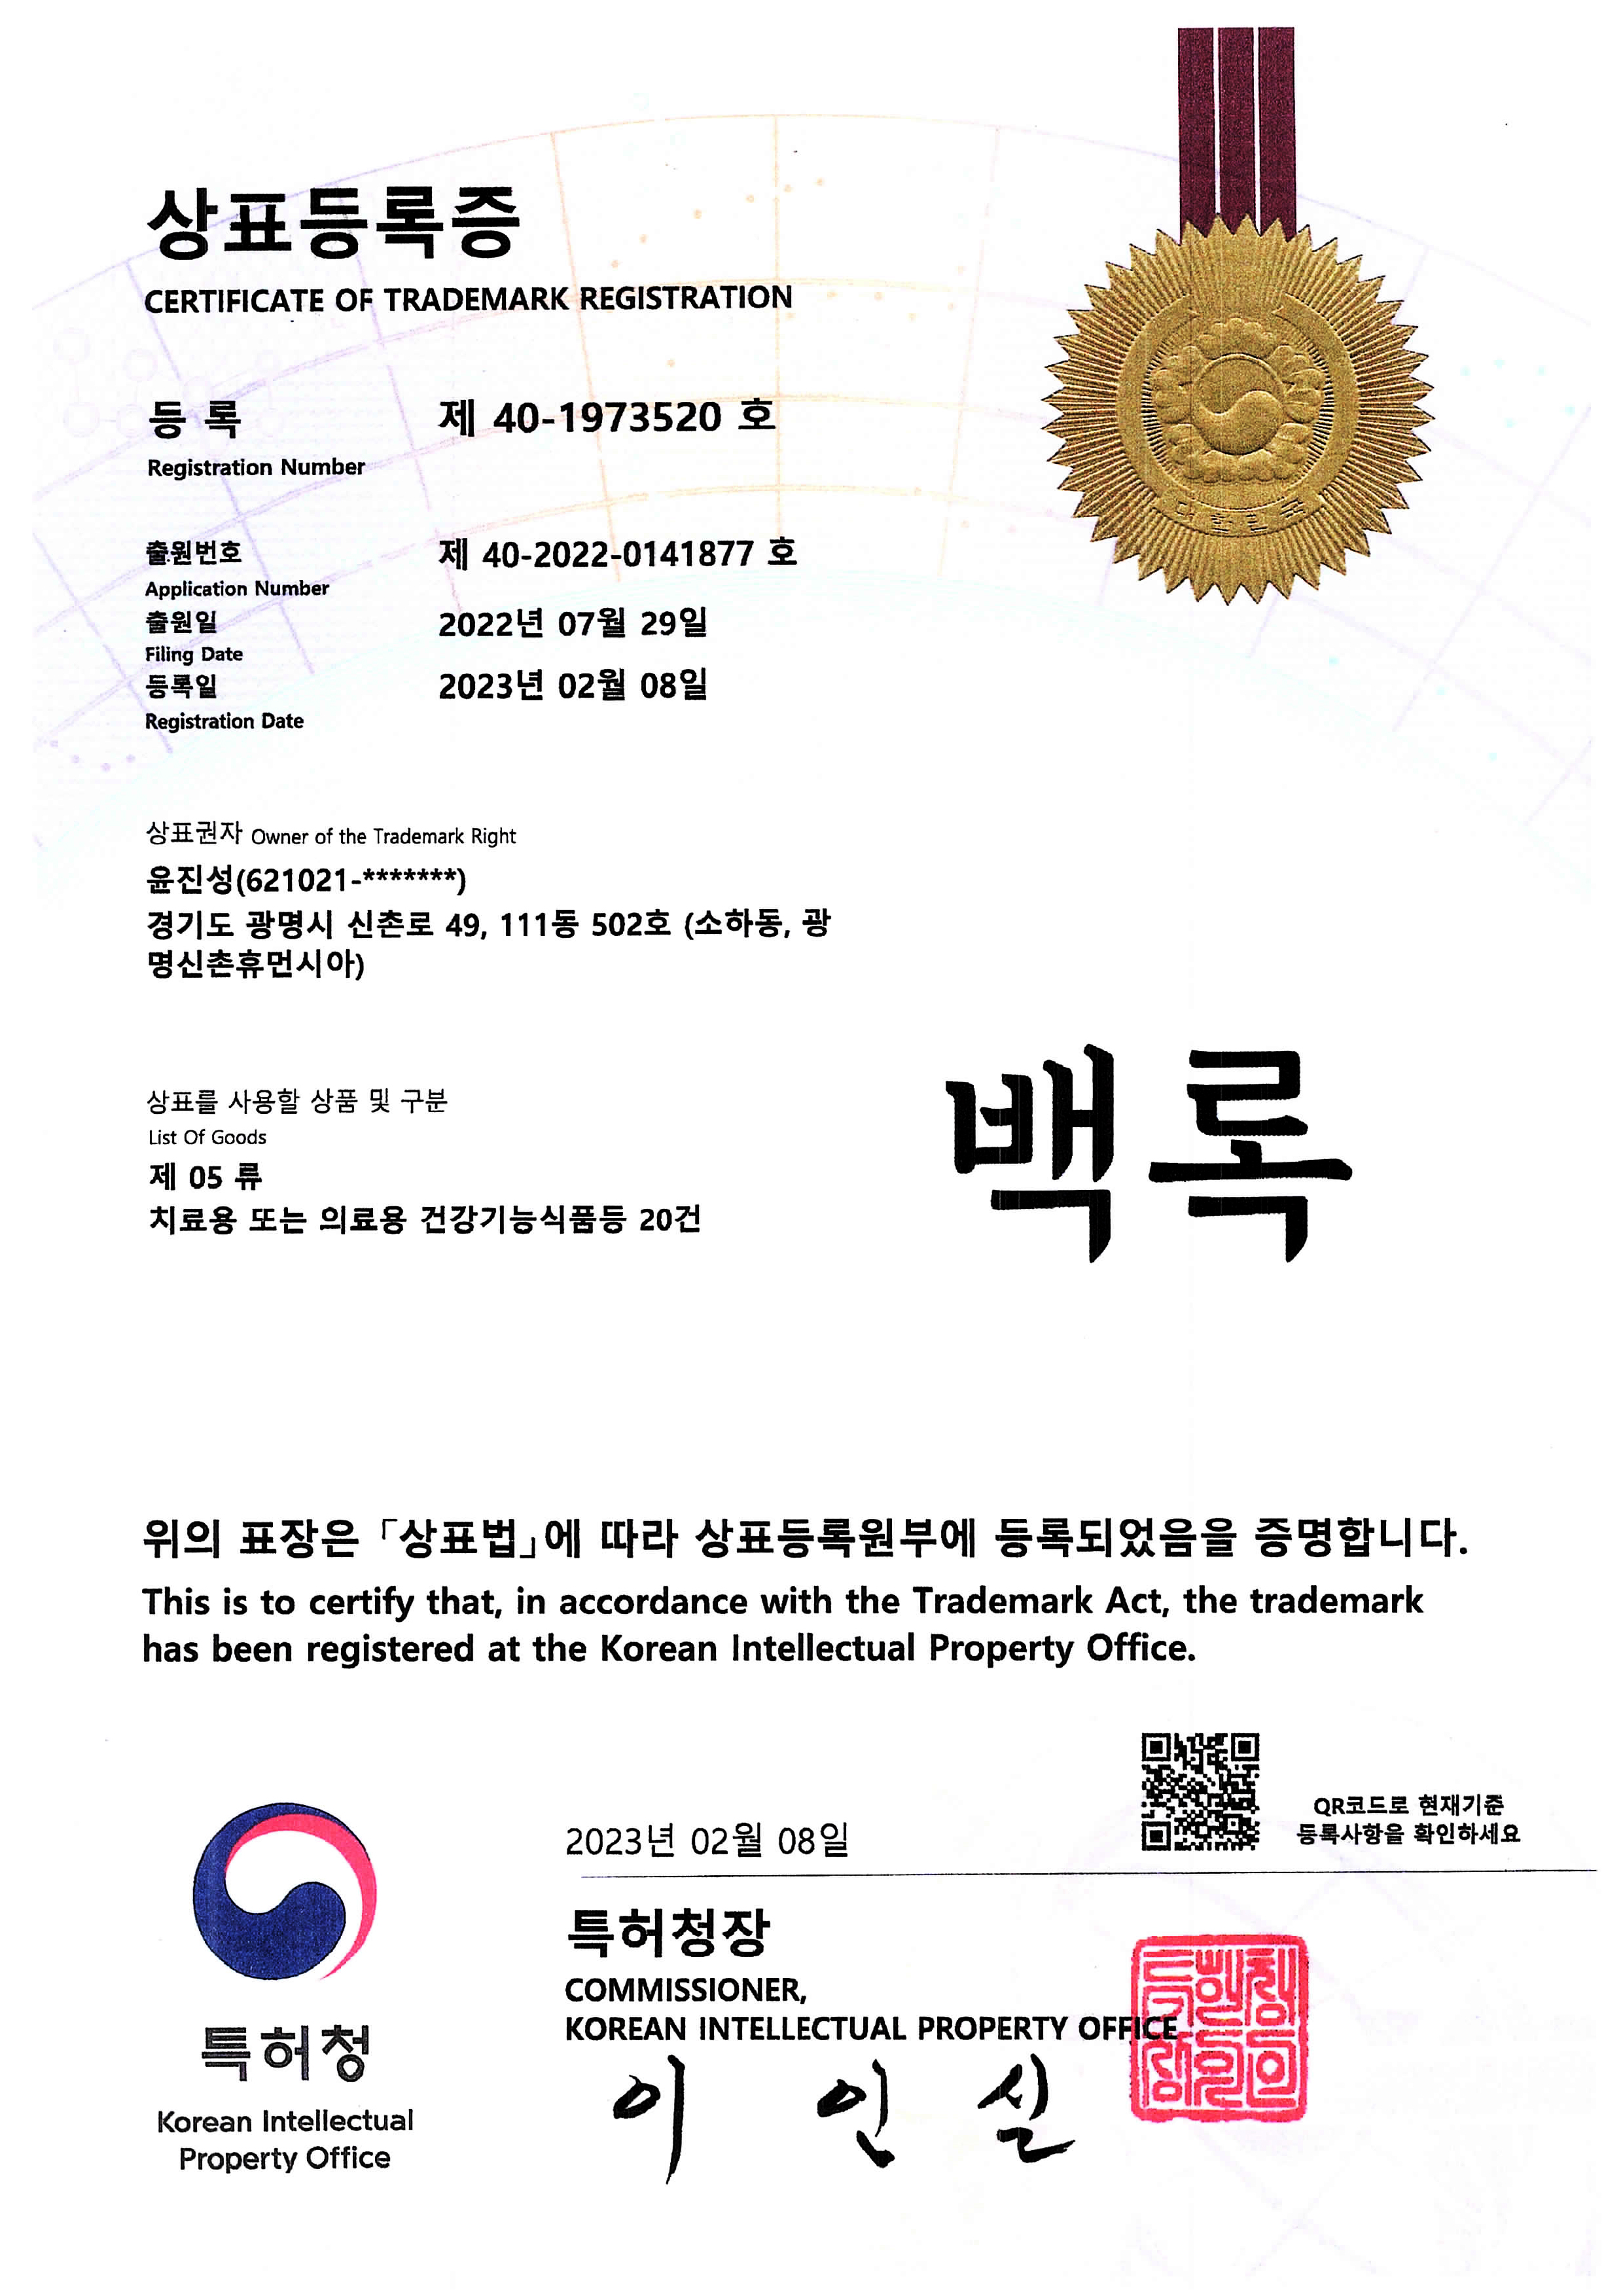 상표등록증
CERTIFICATE OF TRADEMARK REGISTRATION
등 록
제 40-1973520 호
Registration Number
출원번호
제 40-2022-0141877 호
Application Number
출원일
2022년 07월 29일
Filing Date
등록일
2023년 02월 08일
Registration Date
대한민국
상표권자 Owner of the Trademark Right
윤진성(621021-*******)
경기도 광명시 신촌로 49, 111동 502호 (소하동, 광
명신촌휴먼시아)
상표를 사용할 상품 및 구분
List Of Goods
제 05 류
치료용 또는 의료용 건강기능식품등 20건
백록
위의 표장은 「상표법」에 따라 상표등록원부에 등록되었음을 증명합니다.
This is to certify that, in accordance with the Trademark Act, the trademark
has been registered at the Korean Intellectual Property Office.
QR코드로 현재기준
등록사항을 확인하세요
2023년 02월 08일
특허청장
COMMISSIONER,
KOREAN INTELLECTUAL PROPERTY OFFICE
이 인 실
특허청
Korean Intellectual
Property Office